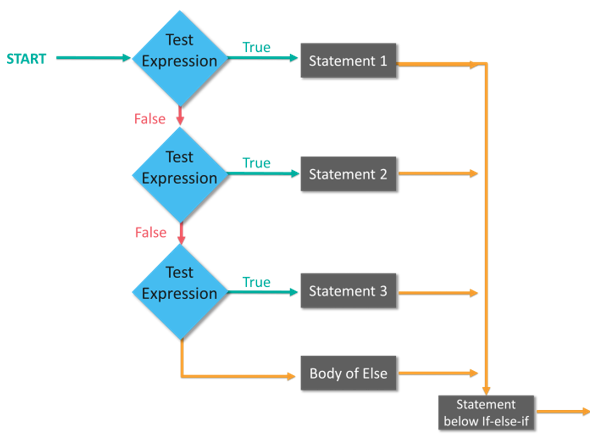 Test
Expression
START
True
Statement 1
False
Test
Expression
True
Statement 2
False
Test
Expression
True
Statement 3
Body of Else
Statement
below If-else-if